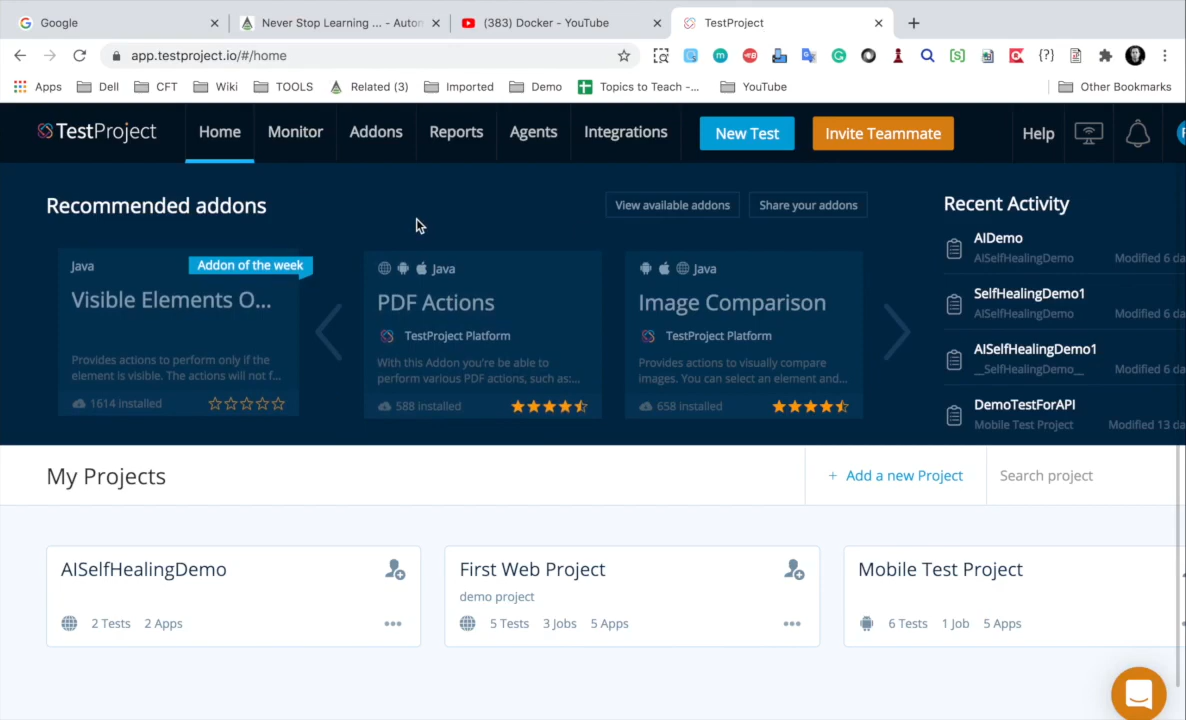 Google
Never Stop Learning ... - Autom
(383) Docker - YouTube
TestProject
app.testproject.io/#/home
Apps
Dell
CFT
Wiki
TOOLS
Related (3)
Imported
Demo
Topics to Teach -...
YouTube
Other Bookmarks
TestProject
Home
Monitor
Addons
Reports
Agents
Integrations
New Test
Invite Teammate
Help
Recommended addons
View available addons
Share your addons
Java
Addon of the week
Visible Elements O...
Provides actions to perform only if the
element is visible. The actions will not f...
1614 installed
Java
PDF Actions
TestProject Platform
With this Addon you're be able to
perform various PDF actions, such as:...
588 installed
Java
Image Comparison
TestProject Platform
Provides actions to visually compare
images. You can select an element and...
658 installed
Recent Activity
AIDemo
AISelfHealingDemo
Modified 6 da
SelfHealingDemo1
AISelfHealingDemo
Modified 6 da
AISelfHealingDemo1
__SelfHealingDemo__
Modified 6 da
DemoTestForAPI
Mobile Test Project
Modified 13 da
My Projects
+ Add a new Project
Search project
AISelfHealingDemo
2 Tests 2 Apps
First Web Project
demo project
5 Tests 3 Jobs 5 Apps
Mobile Test Project
6 Tests 1 Job 5 Apps